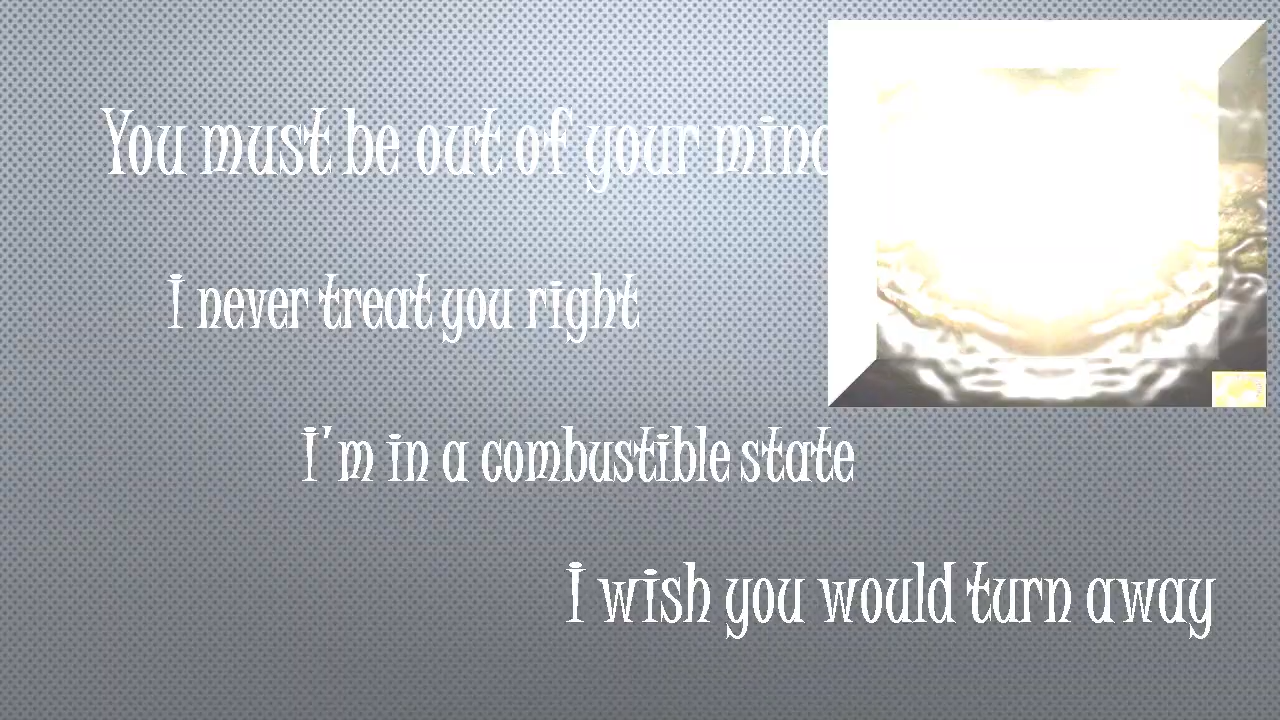 You must be out of your mind
I never treat you right
I'm in a combustible state
I wish you would turn away